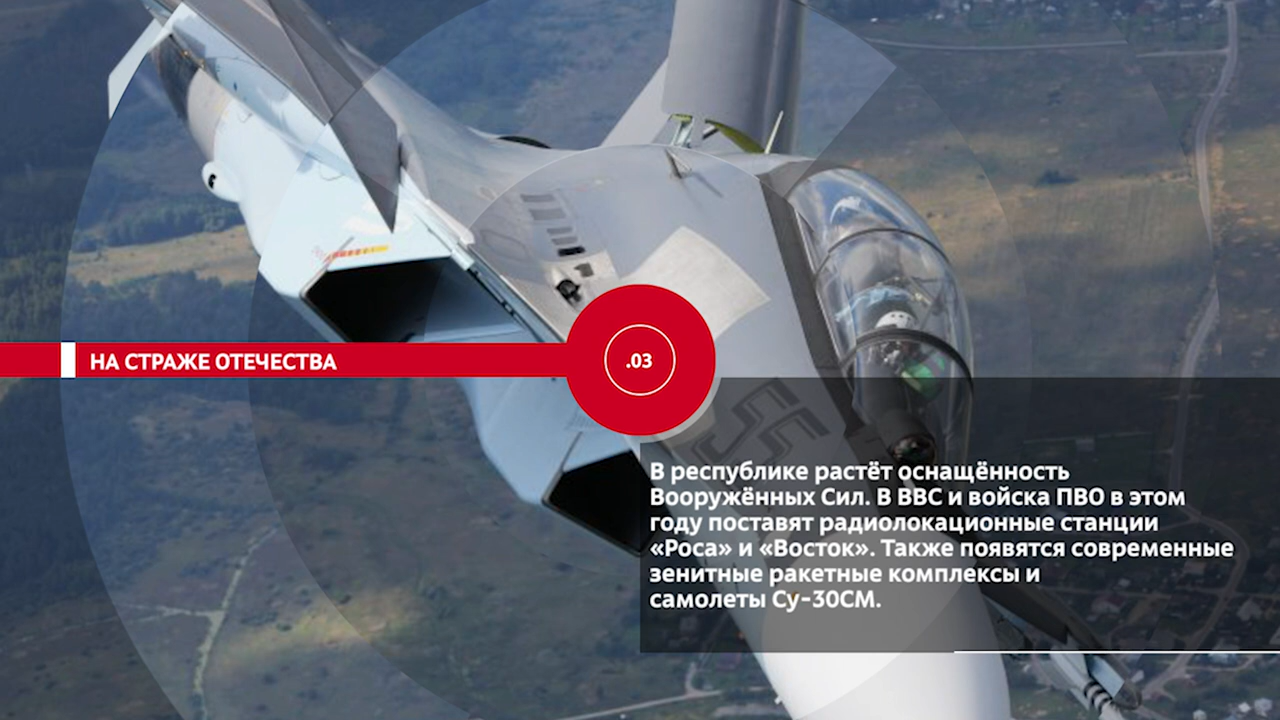 НА СТРАЖЕ ОТЕЧЕСТВА
.03
55
В республике растёт оснащённость
Вооружённых Сил. В ВВС и войска ПВО в этом
году поставят радиолокационные станции
«Роса» и «Восток». Также появятся современные
зенитные ракетные комплексы и
самолеты Су-30СМ.